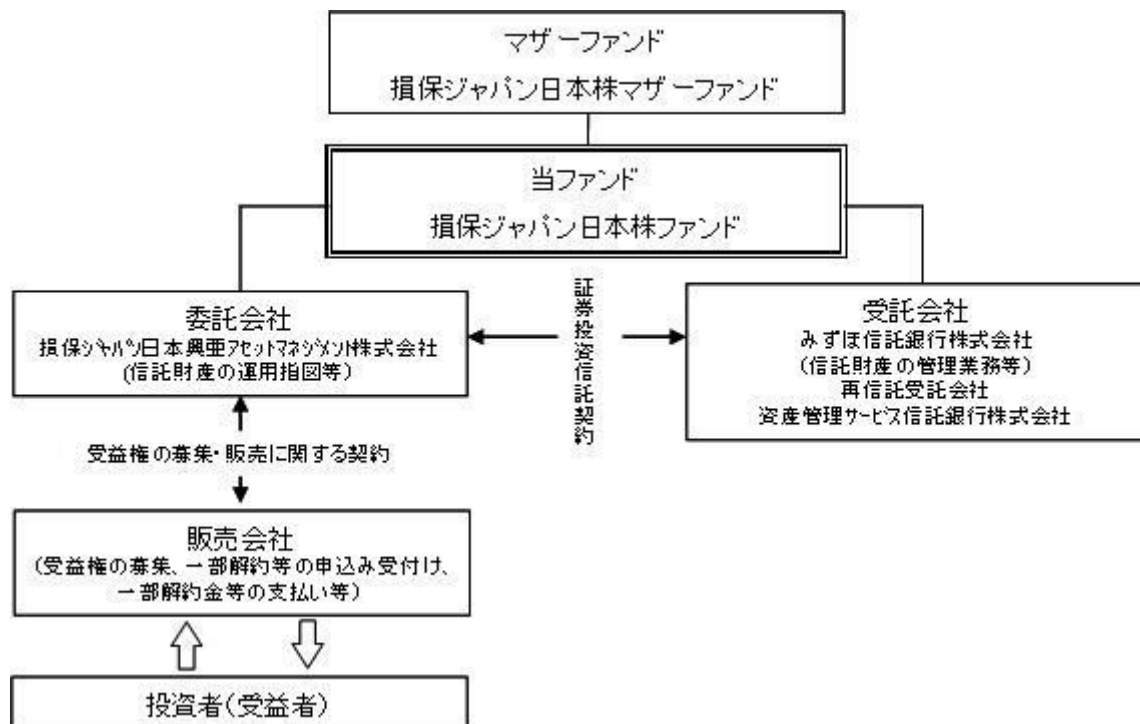 マザーファンド
損保ジャパン日本株マザーファンド
当ファンド
損保ジャパン日本株ファンド
委託会社
損保ジャパン日本興亜アセットマネジメント株式会社
(信託財産の運用指図等)
証券投資信託契約
受託会社
みずほ信託銀行株式会社
(信託財産の管理業務等)
再信託受託会社
資産管理サービス信託銀行株式会社
受益権の募集・販売に関する契約
販売会社
(受益権の募集、一部解約等の申込み受付け、
一部解約金等の支払い等)
投資者(受益者)